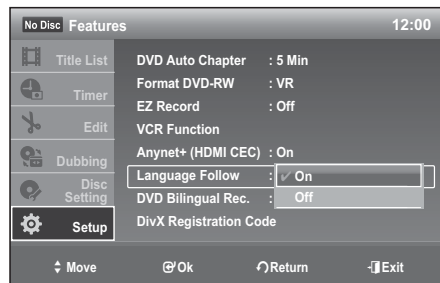 No Disc Features 12:00
Title List
Timer
Edit
Dubbing
Disc
Setting
Setup
DVD Auto Chapter : 5 Min
Format DVD-RW : VR
EZ Record : Off
VCR Function
Anynet+ (HDMI CEC) : On
Language Follow : ✔ On
DVD Bilingual Rec. : Off
DivX Registration Code
Move Ok Return Exit